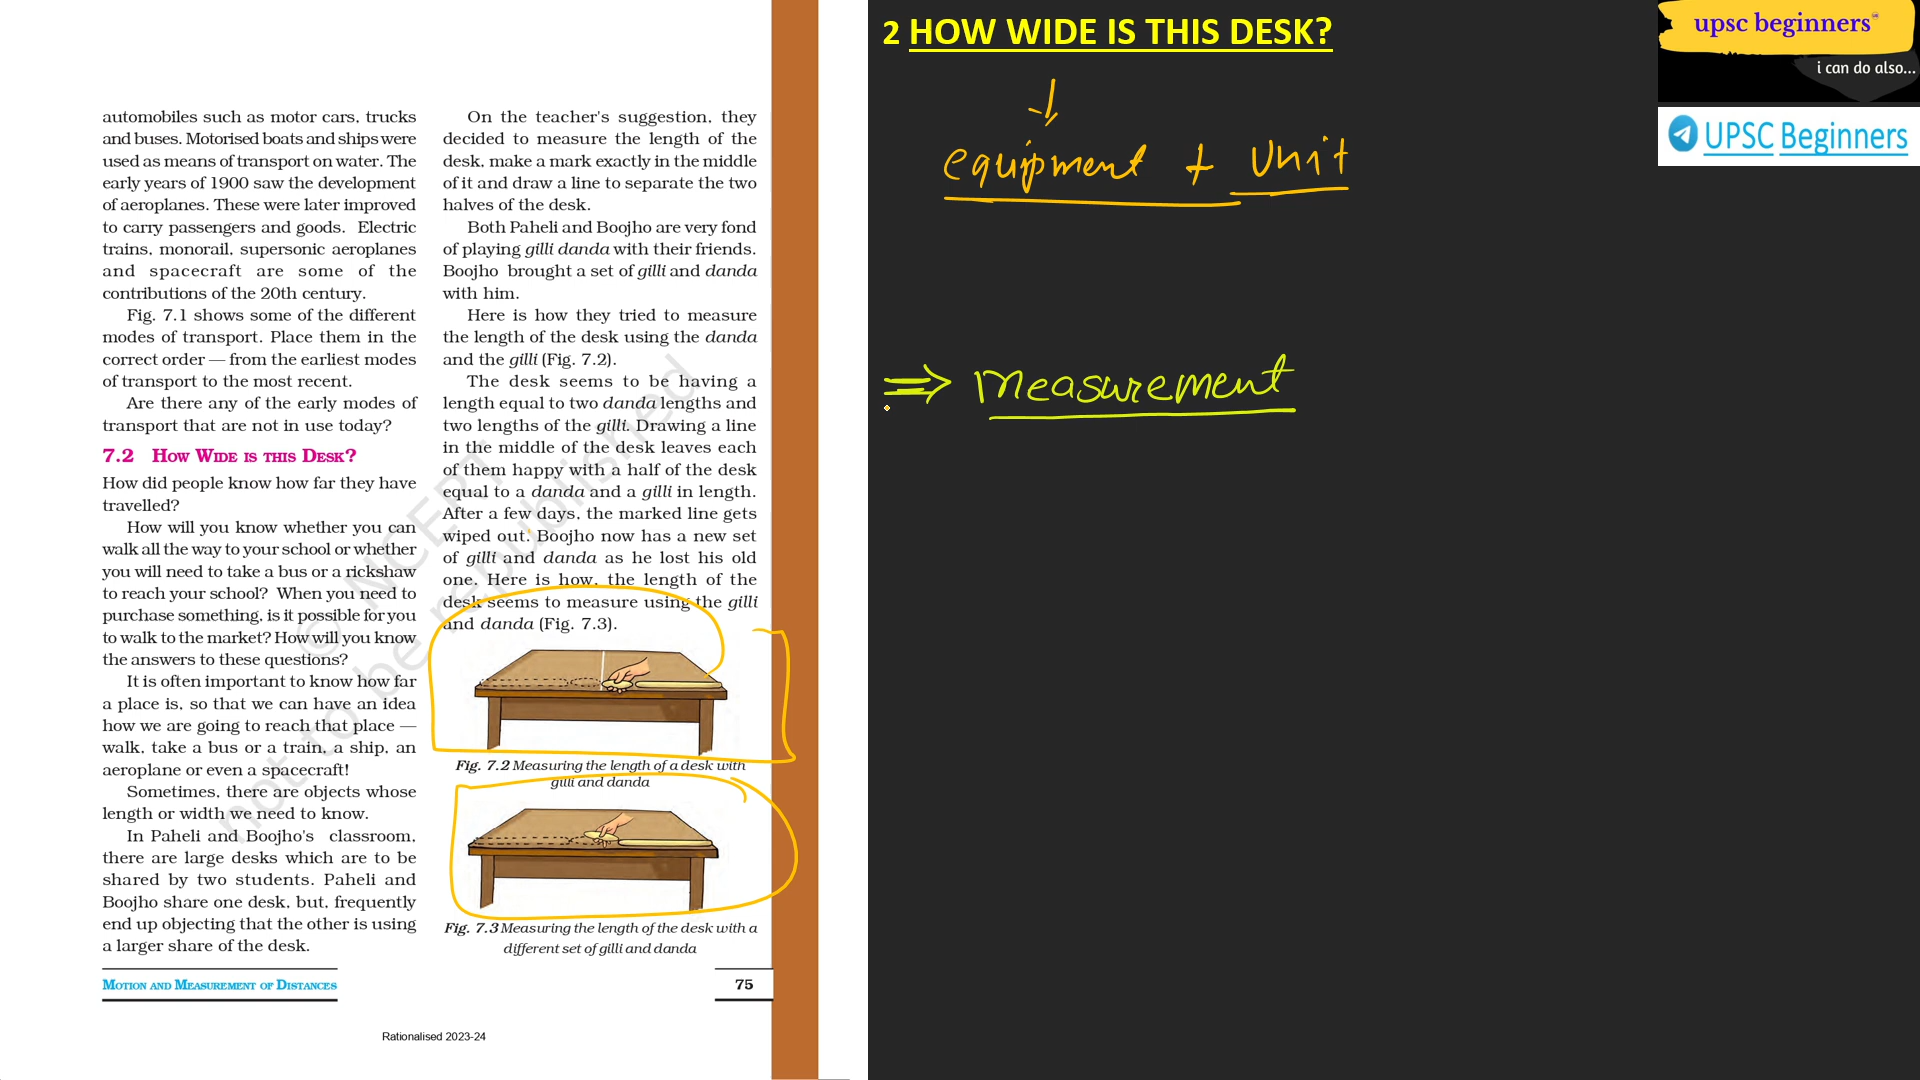 automobiles such as motor cars, trucks
and buses. Motorised boats and ships were
used as means of transport on water. The
early years of 1900 saw the development
of aeroplanes. These were later improved
to carry passengers and goods. Electric
trains, monorail, supersonic aeroplanes
and spacecraft are some of the
contributions of the 20th century.
Fig. 7.1 shows some of the different
modes of transport. Place them in the
correct order — from the earliest modes
of transport to the most recent.
Are there any of the early modes of
transport that are not in use today?
7.2 HOW WIDE IS THIS DESK?
How did people know how far they have
travelled?
How will you know whether you can
walk all the way to your school or whether
you will need to take a bus or a rickshaw
to reach your school? When you need to
purchase something, is it possible for you
to walk to the market? How will you know
the answers to these questions?
It is often important to know how far
a place is, so that we can have an idea
how we are going to reach that place —
walk, take a bus or a train, a ship, an
aeroplane or even a spacecraft!
Sometimes, there are objects whose
length or width we need to know.
In Paheli and Boojho's classroom,
there are large desks which are to be
shared by two students. Paheli and
Boojho share one desk, but, frequently
end up objecting that the other is using
a larger share of the desk.
On the teacher's suggestion, they
decided to measure the length of the
desk, make a mark exactly in the middle
of it and draw a line to separate the two
halves of the desk.
Both Paheli and Boojho are very fond
of playing gilli danda with their friends.
Boojho brought a set of gilli and danda
with him.
Here is how they tried to measure
the length of the desk using the danda
and the gilli (Fig. 7.2).
The desk seems to be having a
length equal to two danda lengths and
two lengths of the gilli. Drawing a line
in the middle of the desk leaves each
of them happy with a half of the desk
equal to a danda and a gilli in length.
After a few days, the marked line gets
wiped out. Boojho now has a new set
of gilli and danda as he lost his old
one. Here is how, the length of the
desk seems to measure using the gilli
and danda (Fig. 7.3).
Fig. 7.2 Measuring the length of a desk with
gilli and danda
Fig. 7.3 Measuring the length of the desk with a
different set of gilli and danda
MOTION AND MEASUREMENT OF DISTANCES
75
Rationalised 2023-24
© NCERT
not to be republished
2 HOW WIDE IS THIS DESK?
equipment + Unit
⇒ measurement
upsc beginners
i can do also...
UPSC Beginners